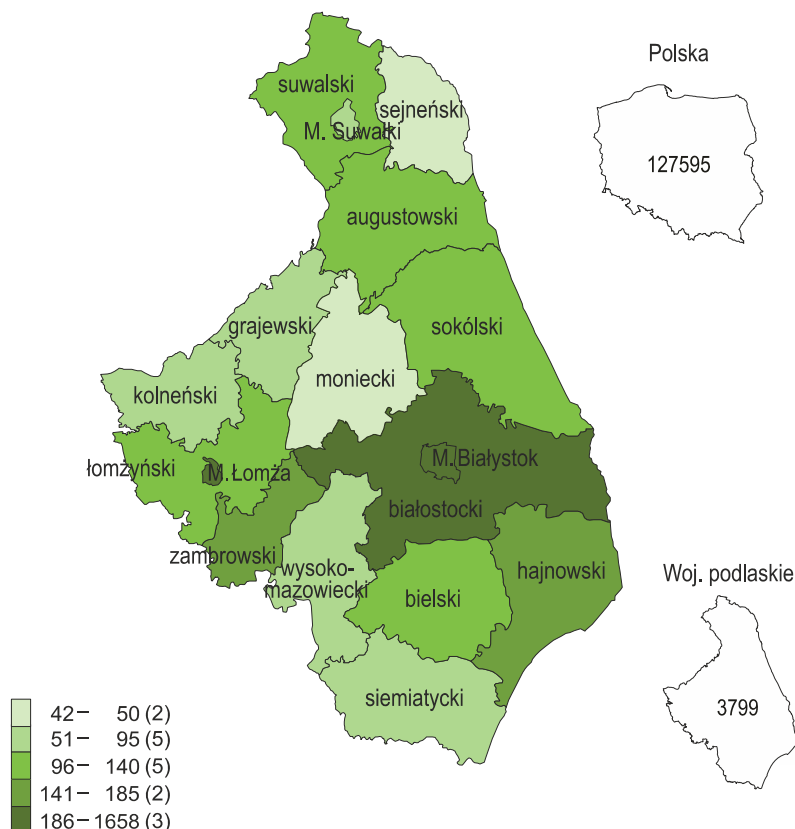 Polska
127595
suwalski
sejneński
M. Suwałki
augustowski
grajewski
sokólski
moniecki
kolneński
łomżyński
M. Łomża
M. Białystok
białostocki
zambrowski
wysoko-
mazowiecki
hajnowski
bielski
siemiatycki
Woj. podlaskie
3799
42 – 50 (2)
51 – 95 (5)
96 – 140 (5)
141 – 185 (2)
186 – 1658 (3)